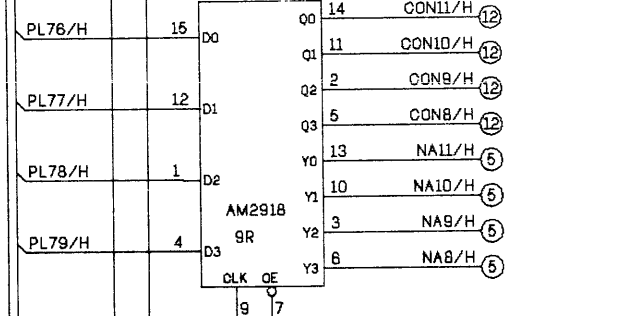 14 CON11/H 12
Q0
PL76/H 15 D0
11 CON10/H 12
Q1
2 CON9/H 12
Q2
PL77/H 12 D1
5 CON8/H 12
Q3
13 NA11/H 5
Y0
PL78/H 1 D2
10 NA10/H 5
Y1
AM2918
3 NA9/H 5
Y2
9R
PL79/H 4 D3
6 NA8/H 5
Y3
CLK OE
9 7